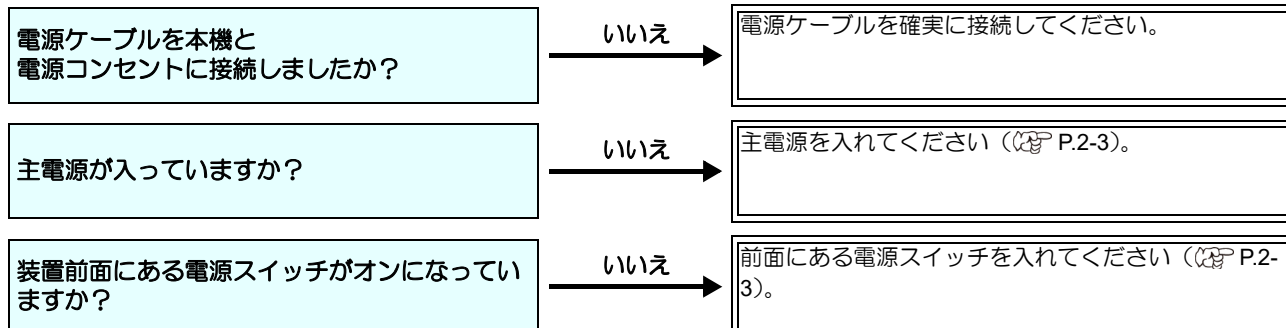 電源ケーブルを本機と
電源コンセントに接続しましたか？
いいえ
電源ケーブルを確実に接続してください。
主電源が入っていますか？
いいえ
主電源を入れてください（☞ P.2-3）。
装置前面にある電源スイッチがオンになってい
ますか？
いいえ
前面にある電源スイッチを入れてください（☞ P.2-
3）。